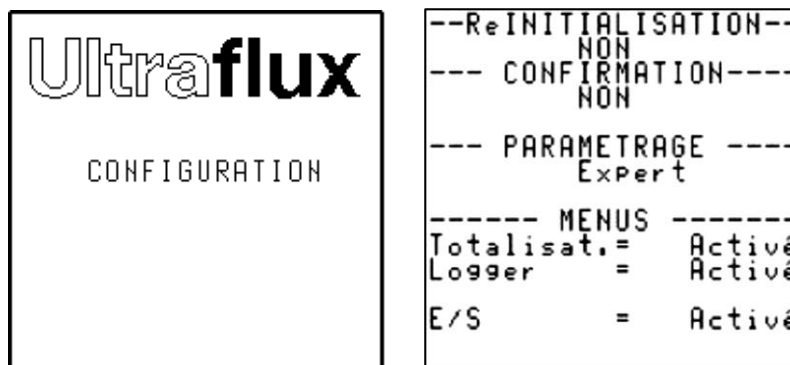 Ultraflux
CONFIGURATION
--ReINITIALISATION--
NON
--- CONFIRMATION----
NON
--- PARAMETRAGE ----
Expert
------ MENUS -------
Totalisat.= Activé
Logger = Activé
E/S = Activé